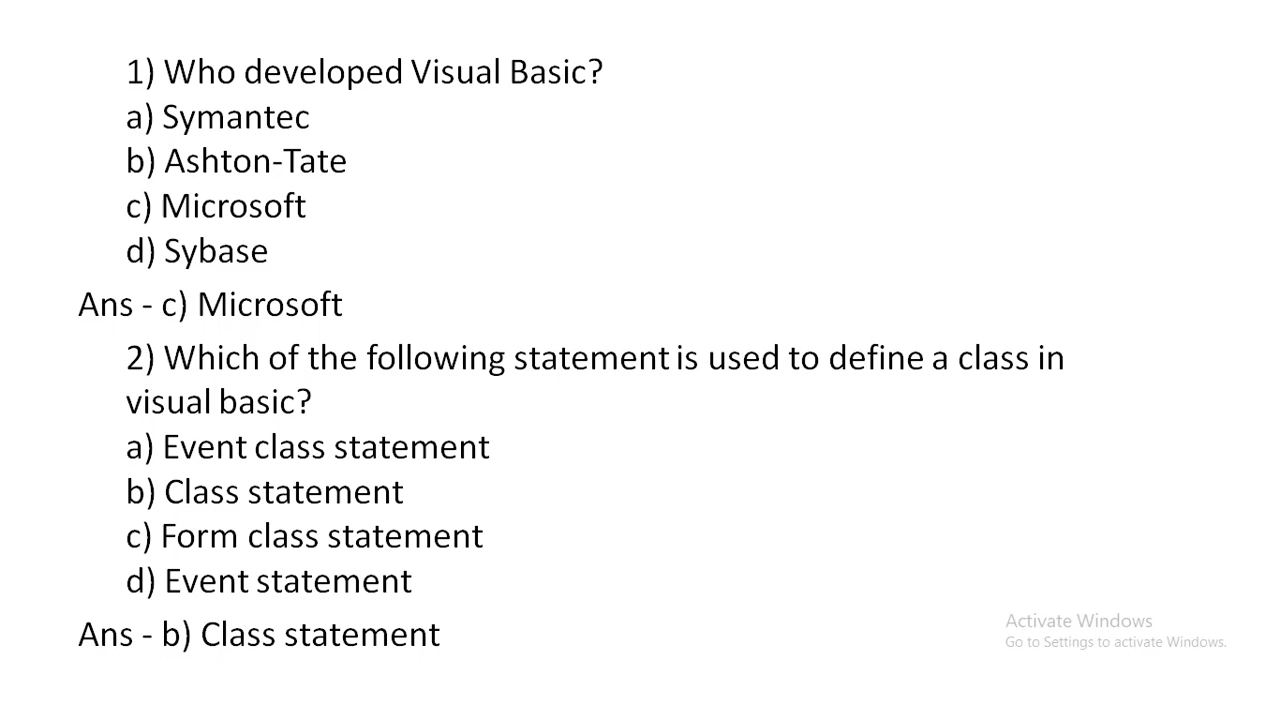 1) Who developed Visual Basic?
a) Symantec
b) Ashton-Tate
c) Microsoft
d) Sybase
Ans - c) Microsoft
2) Which of the following statement is used to define a class in
visual basic?
a) Event class statement
b) Class statement
c) Form class statement
d) Event statement
Ans - b) Class statement
Activate Windows
Go to Settings to activate Windows.